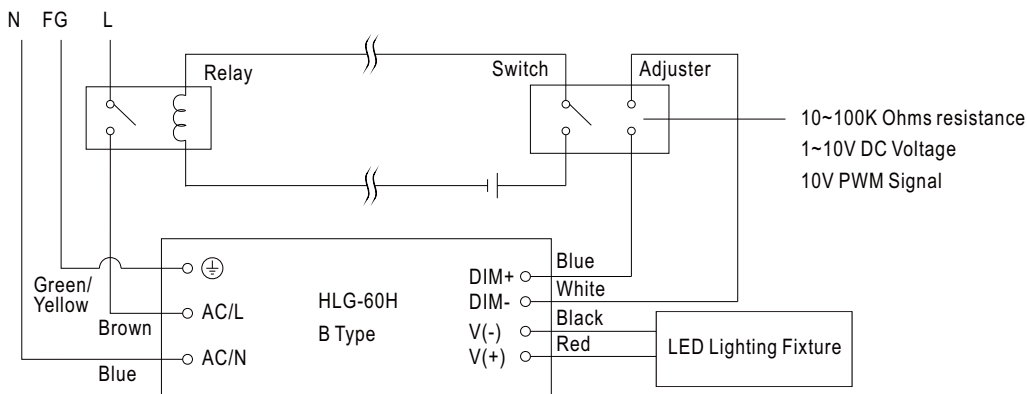 N FG L
Relay
Switch
Adjuster
10~100K Ohms resistance
1~10V DC Voltage
10V PWM Signal
Green/
Yellow
Brown
Blue
AC/L
AC/N
HLG-60H
B Type
DIM+
DIM-
V(-)
V(+)
Blue
White
Black
Red
LED Lighting Fixture